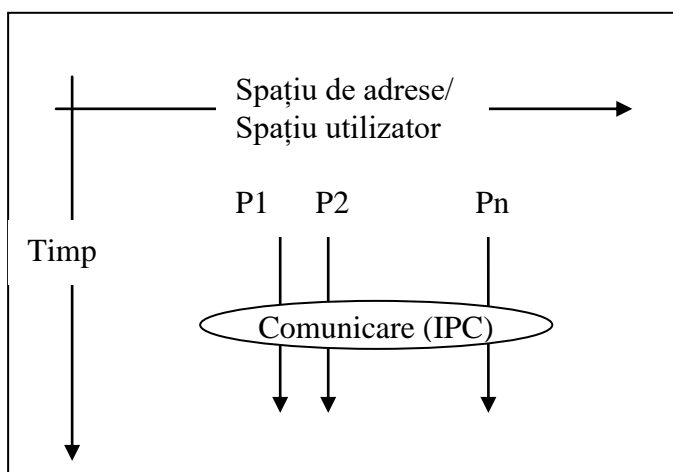 Spațiu de adrese/
Spațiu utilizator
P1 P2 Pn
Timp
Comunicare (IPC)